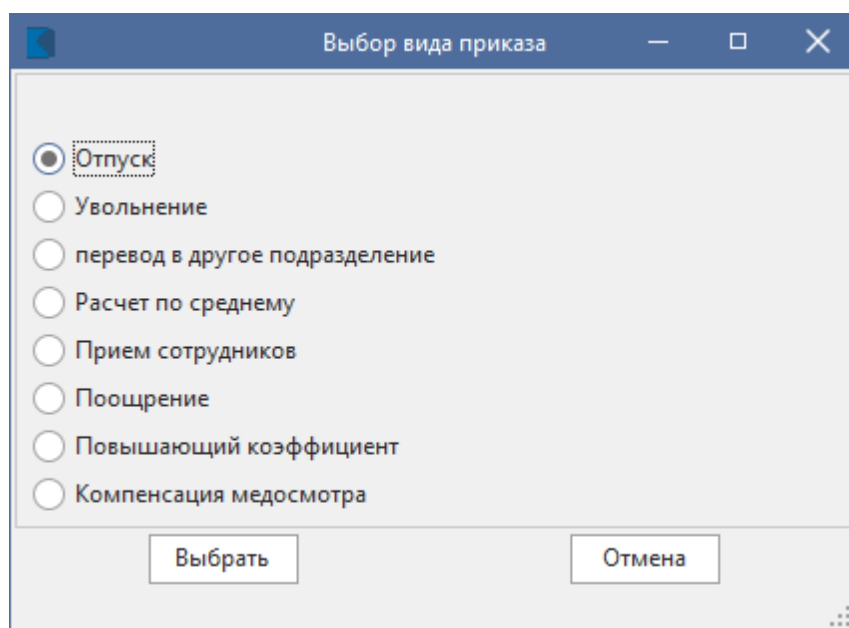 Выбор вида приказа
Отпуск
Увольнение
перевод в другое подразделение
Расчет по среднему
Прием сотрудников
Поощрение
Повышающий коэффициент
Компенсация медосмотра
Выбрать Отмена